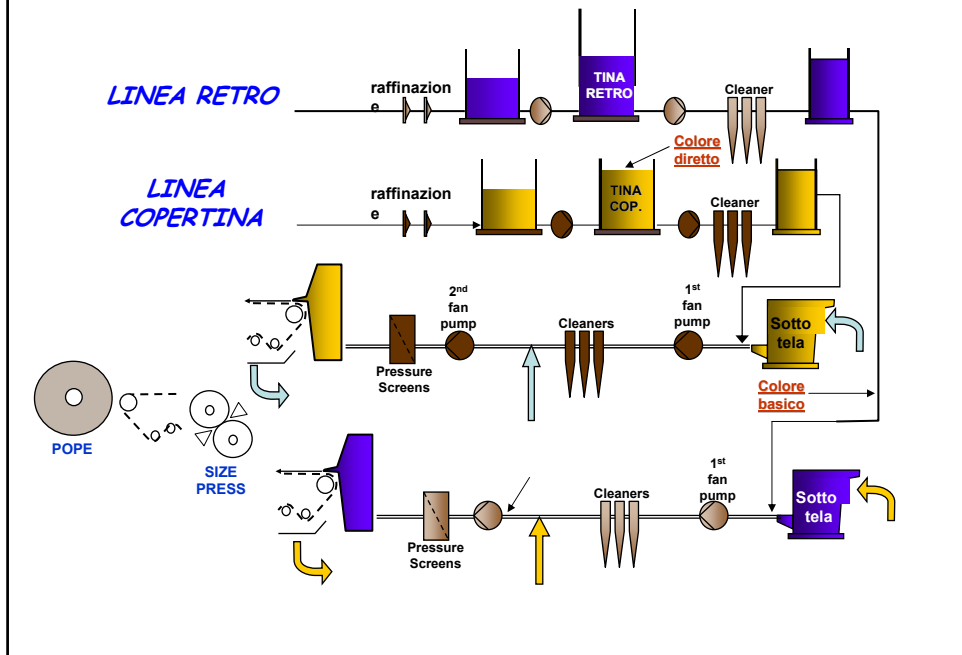 LINEA RETRO
raffinazion
e
TINA
RETRO
Cleaner
Colore
diretto
LINEA
COPERTINA
raffinazion
e
TINA
COP.
Cleaner
2nd
fan
pump
Cleaners
1st
fan
pump
Sotto
tela
Pressure
Screens
Colore
basico
POPE
SIZE
PRESS
1st
fan
pump
Cleaners
Sotto
tela
Pressure
Screens